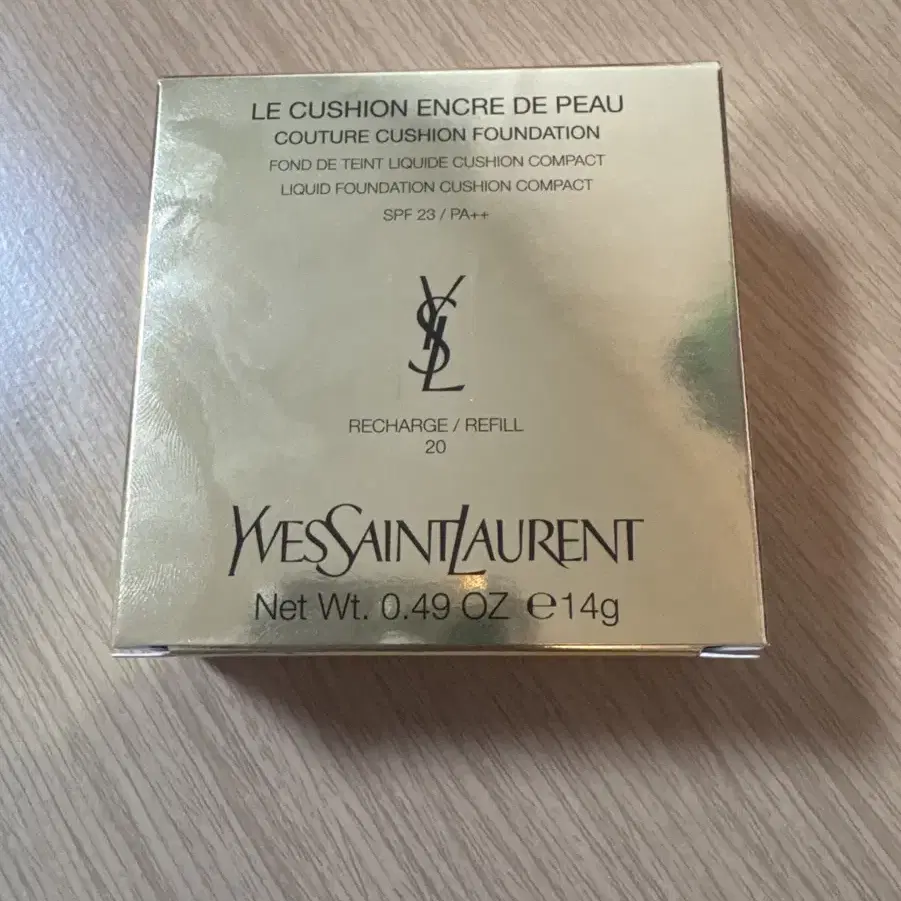 LE CUSHION ENCRE DE PEAU
COUTURE CUSHION FOUNDATION
FOND DE TEINT LIQUIDE CUSHION COMPACT
LIQUID FOUNDATION CUSHION COMPACT
SPF 23 / PA++
YSL
RECHARGE / REFILL
20
YVESSAINTLAURENT
Net Wt. 0.49 OZ ℮14g